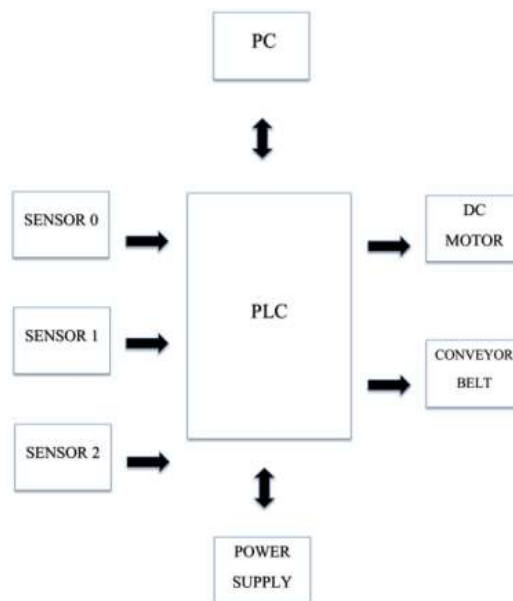 PC
SENSOR 0
SENSOR 1
SENSOR 2
PLC
DC
MOTOR
CONVEYOR
BELT
POWER
SUPPLY